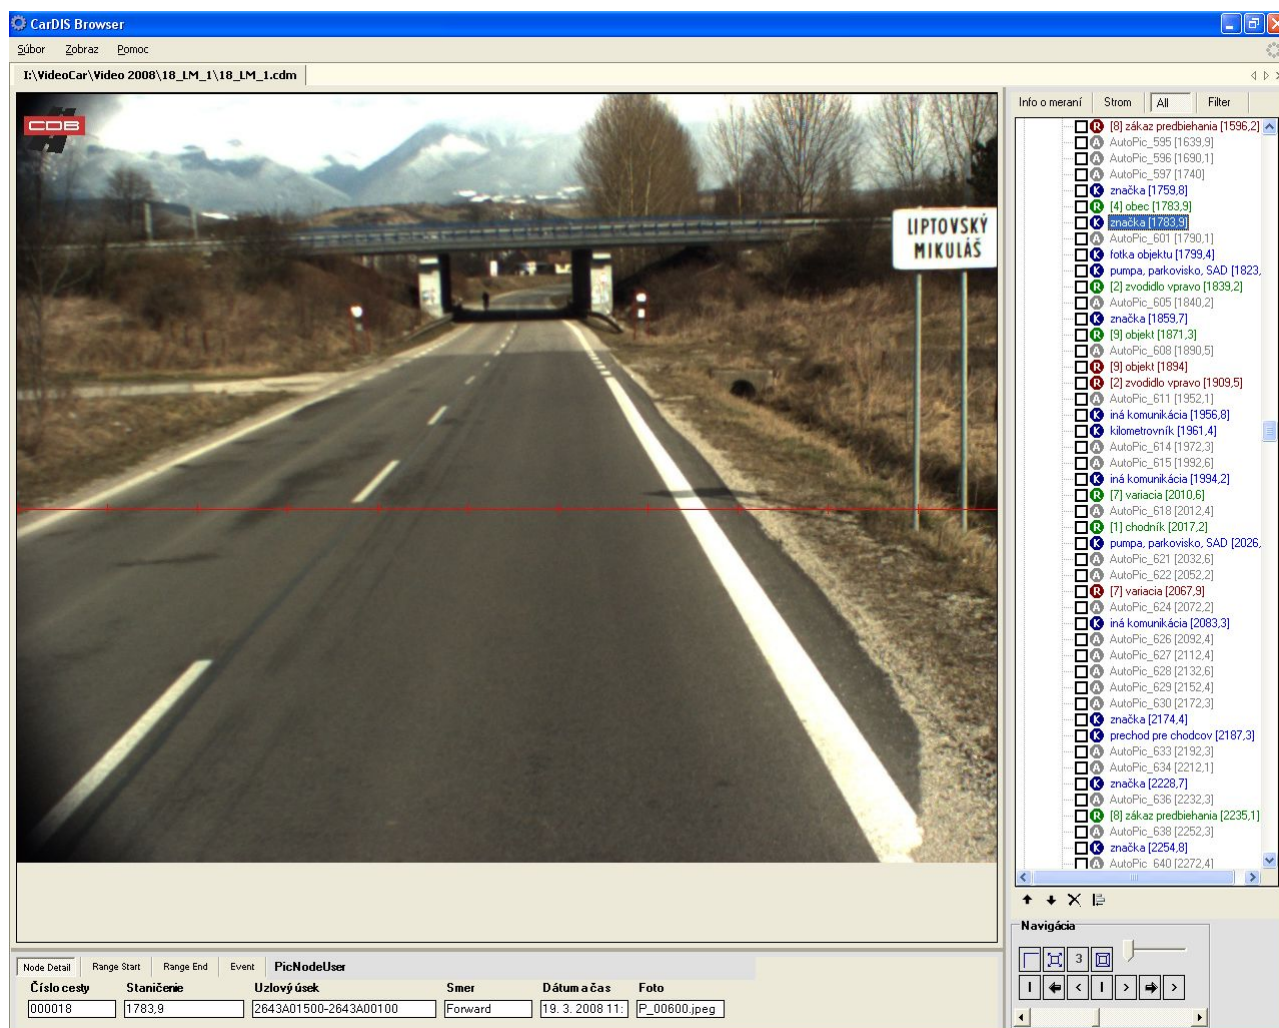 CarDIS Browser
Súbor Zobraz Pomoc
I:\VideoCar\Video 2008\18_LM_1\18_LM_1.cdm
CDB
LIPTOVSKÝ
MIKULÁŠ
Info o meraní Strom All Filter
R [8] zákaz predbiehania [1596,2]
A AutoPic_595 [1639,9]
A AutoPic_596 [1690,1]
A AutoPic_597 [1740]
K značka [1759,8]
R [4] obec [1783,9]
K značka [1783,9]
A AutoPic_601 [1790,1]
K fotka objektu [1799,4]
K pumpa, parkovisko, SAD [1823,
R [2] zvodidlo vpravo [1839,2]
A AutoPic_605 [1840,2]
K značka [1859,7]
R [9] objekt [1871,3]
A AutoPic_608 [1890,5]
R [9] objekt [1894]
R [2] zvodidlo vpravo [1909,5]
A AutoPic_611 [1952,1]
K iná komunikácia [1956,8]
K kilometrovník [1961,4]
A AutoPic_614 [1972,3]
A AutoPic_615 [1992,6]
K iná komunikácia [1994,2]
R [7] variacia [2010,6]
A AutoPic_618 [2012,4]
R [1] chodník [2017,2]
K pumpa, parkovisko, SAD [2026,
A AutoPic_621 [2032,6]
A AutoPic_622 [2052,2]
R [7] variacia [2067,9]
A AutoPic_624 [2072,2]
K iná komunikácia [2083,3]
A AutoPic_626 [2092,4]
A AutoPic_627 [2112,4]
A AutoPic_628 [2132,6]
A AutoPic_629 [2152,4]
A AutoPic_630 [2172,3]
K značka [2174,4]
K prechod pre chodcov [2187,3]
A AutoPic_633 [2192,3]
A AutoPic_634 [2212,1]
K značka [2228,7]
A AutoPic_636 [2232,3]
R [8] zákaz predbiehania [2235,1]
A AutoPic_638 [2252,3]
K značka [2254,8]
A AutoPic_640 [2272,4]
Navigácia
3
Node Detail Range Start Range End Event PicNodeUser
Číslo cesty Staničenie Uzlový úsek Smer Dátum a čas Foto
000018 1783,9 2643A01500-2643A00100 Forward 19. 3. 2008 11: P_00600.jpeg